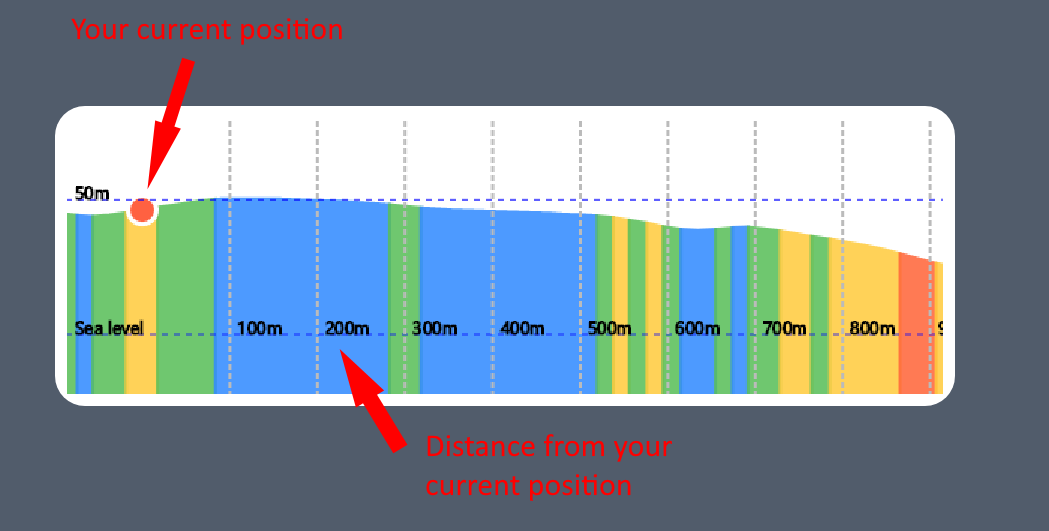 Your current position
50m
Sea level 100m 200m 300m 400m 500m 600m 700m 800m
Distance from your
current position